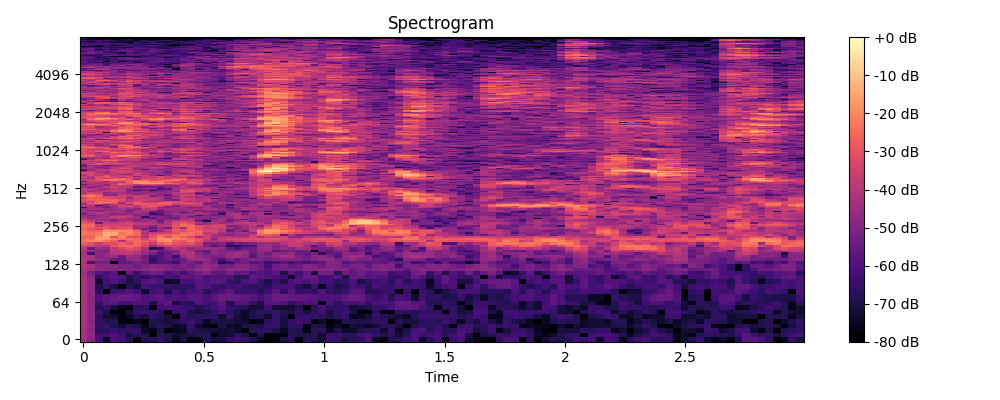 Spectrogram
Hz
4096
2048
1024
512
256
128
64
0
0
0.5
1
1.5
2
2.5
Time
+0 dB
-10 dB
-20 dB
-30 dB
-40 dB
-50 dB
-60 dB
-70 dB
-80 dB